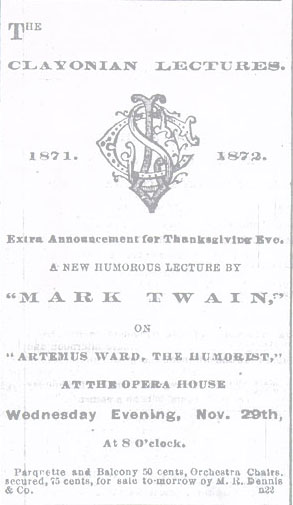 THE
CLAYONIAN LECTURES.
1871. 1872.
Extra Announcement for Thanksgiving Eve.
A NEW HUMOROUS LECTURE BY
"MARK TWAIN,"
ON
"ARTEMUS WARD, THE HUMORIST,"
AT THE OPERA HOUSE
Wednesday Evening, Nov. 29th,
At 8 O'clock.
Parquette and Balcony 50 cents, Orchestra Chairs,
secured, 75 cents, for sale to-morrow by M. R. Dennis
& Co. n22